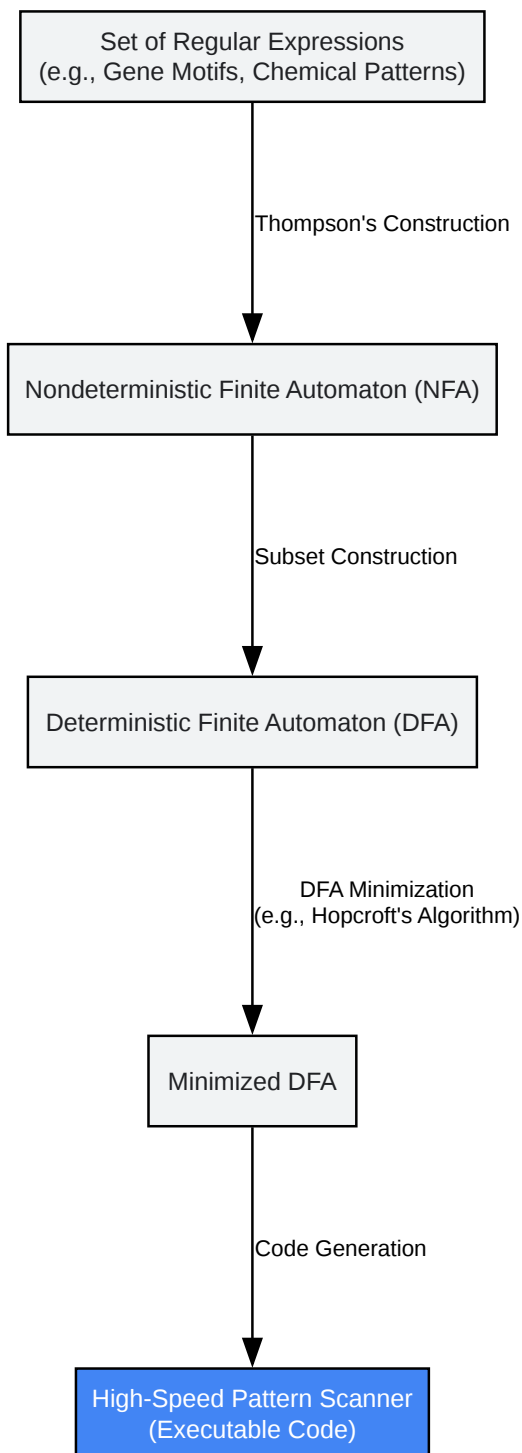 Set of Regular Expressions
(e.g., Gene Motifs, Chemical Patterns)
Thompson's Construction
Nondeterministic Finite Automaton (NFA)
Subset Construction
Deterministic Finite Automaton (DFA)
DFA Minimization
(e.g., Hopcroft's Algorithm)
Minimized DFA
Code Generation
High-Speed Pattern Scanner
(Executable Code)